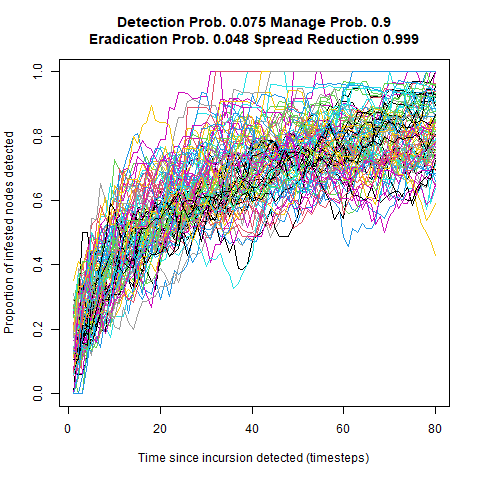 Detection Prob. 0.075 Manage Prob. 0.9
Eradication Prob. 0.048 Spread Reduction 0.999
Proportion of infested nodes detected
1.0
0.8
0.6
0.4
0.2
0.0
0 20 40 60 80
Time since incursion detected (timesteps)